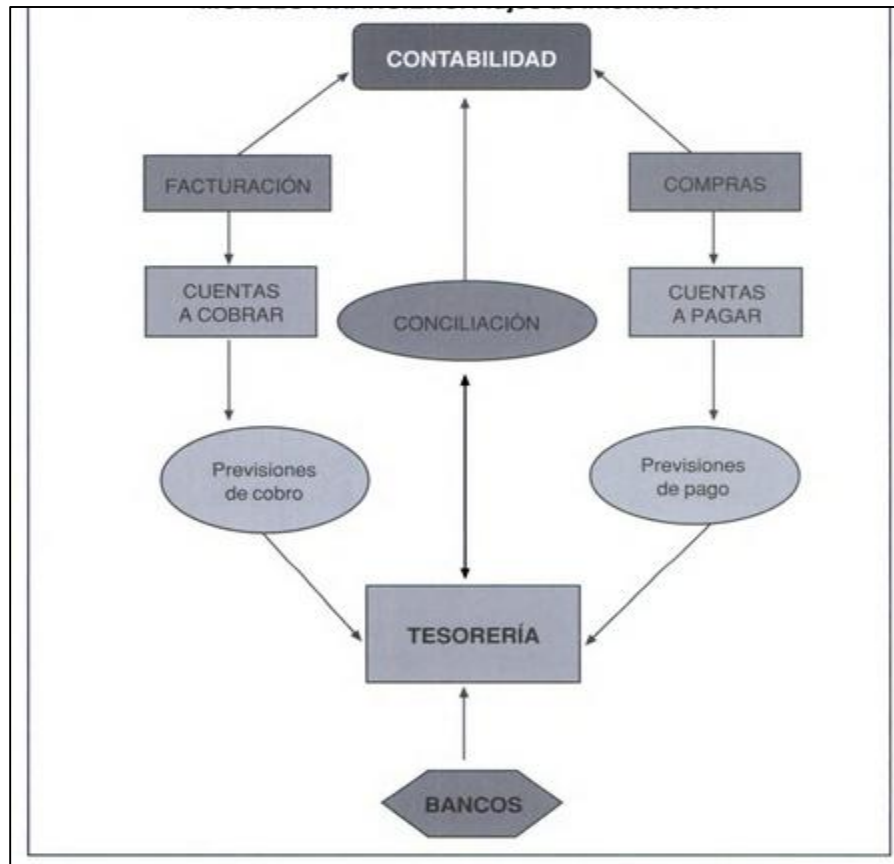 CONTABILIDAD
FACTURACIÓN
COMPRAS
CUENTAS
A COBRAR
CONCILIACIÓN
CUENTAS
A PAGAR
Previsiones
de cobro
Previsiones
de pago
TESORERÍA
BANCOS